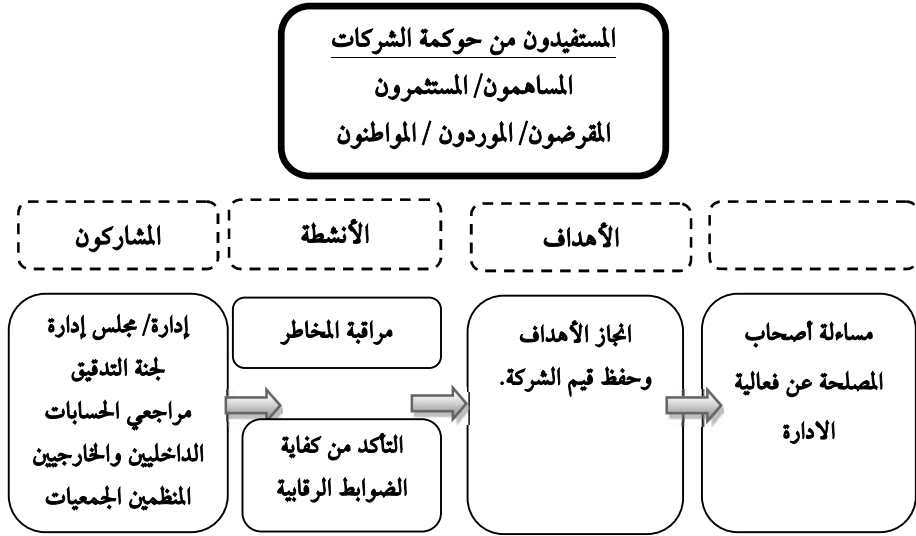 المستفيدون من حوكمة الشركات
المساهمون/ المستثمرون
المقرضون/ الموردون / المواطنون
المشاركون
الأنشطة
الأهداف
إدارة/ مجلس إدارة
لجنة التدقيق
مراجعي الحسابات
الداخليين والخارجيين
المنظمين الجمعيات
مراقبة المخاطر
التأكد من كفاية
الضوابط الرقابية
انجاز الأهداف
وحفظ قيم الشركة.
مساءلة أصحاب
المصلحة عن فعالية
الادارة